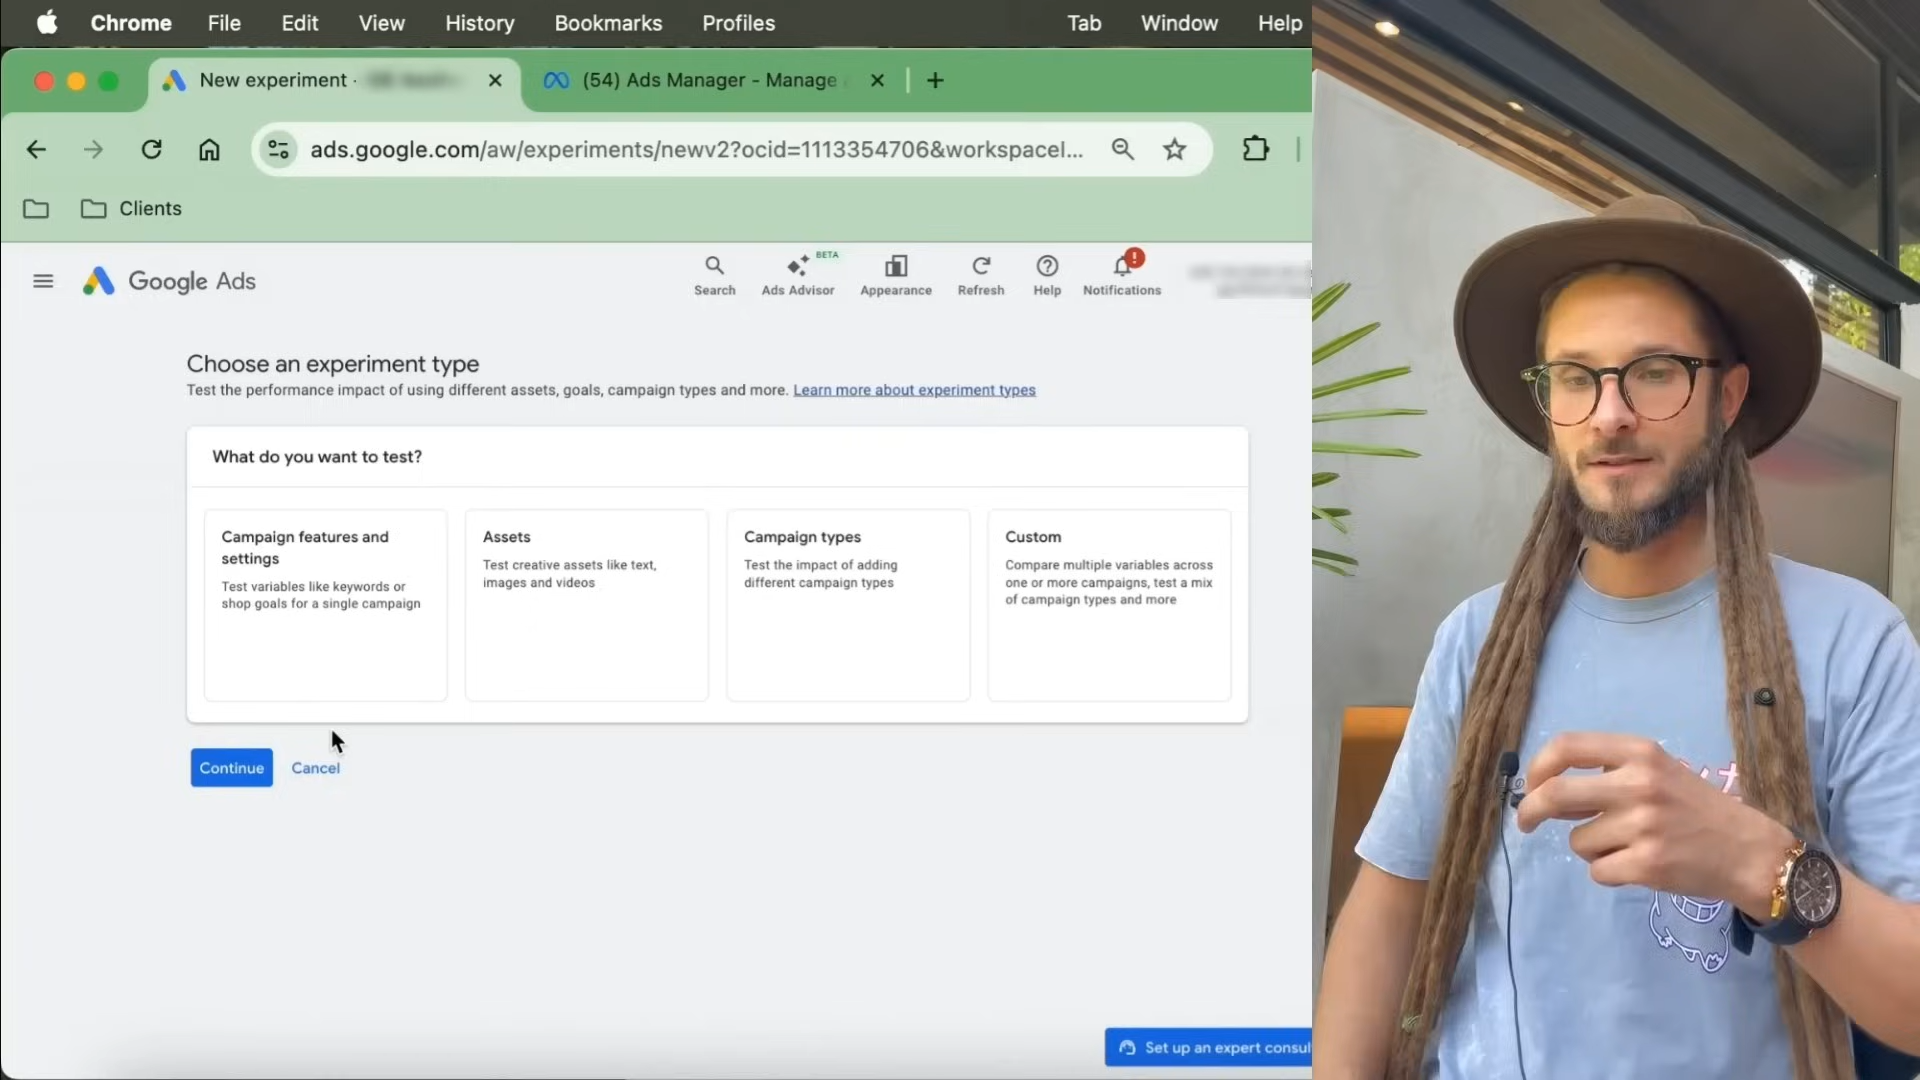 Chrome File Edit View History Bookmarks Profiles Tab Window Help
New experiment · (54) Ads Manager - Manage
ads.google.com/aw/experiments/newv2?ocid=1113354706&workspaceI...
Clients
Google Ads
BETA
Search Ads Advisor Appearance Refresh Help Notifications
Choose an experiment type
Test the performance impact of using different assets, goals, campaign types and more. Learn more about experiment types
What do you want to test?
Campaign features and
settings
Test variables like keywords or
shop goals for a single campaign
Assets
Test creative assets like text,
images and videos
Campaign types
Test the impact of adding
different campaign types
Custom
Compare multiple variables across
one or more campaigns, test a mix
of campaign types and more
Continue Cancel
Set up an expert consul